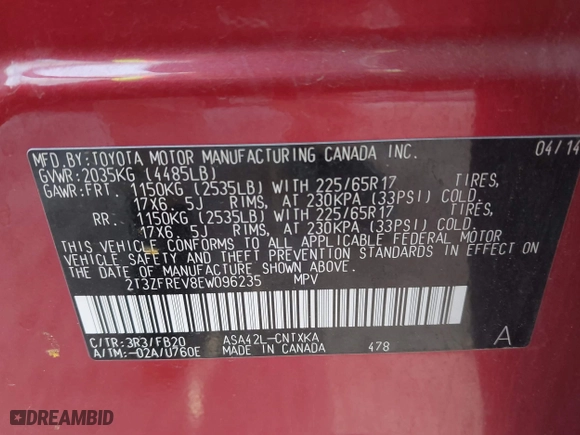 MFD. BY: TOYOTA MOTOR MANUFACTURING CANADA INC. 04/14
GVWR: 2035KG (4485LB)
GAWR: FRT. 1150KG (2535LB) WITH 225/65R17 TIRES,
17X6.5J RIMS, AT 230KPA (33PSI) COLD.
RR. 1150KG (2535LB) WITH 225/65R17 TIRES,
17X6.5J RIMS, AT 230KPA (33PSI) COLD.
THIS VEHICLE CONFORMS TO ALL APPLICABLE FEDERAL MOTOR
VEHICLE SAFETY AND THEFT PREVENTION STANDARDS IN EFFECT ON
THE DATE OF MANUFACTURE SHOWN ABOVE.
2T3ZFREV8EW096235 MPV
C/TR: 3R3/FB20 ASA42L-CNTXKA A
A/TM: -02A/U760E MADE IN CANADA 478
DREAMBID